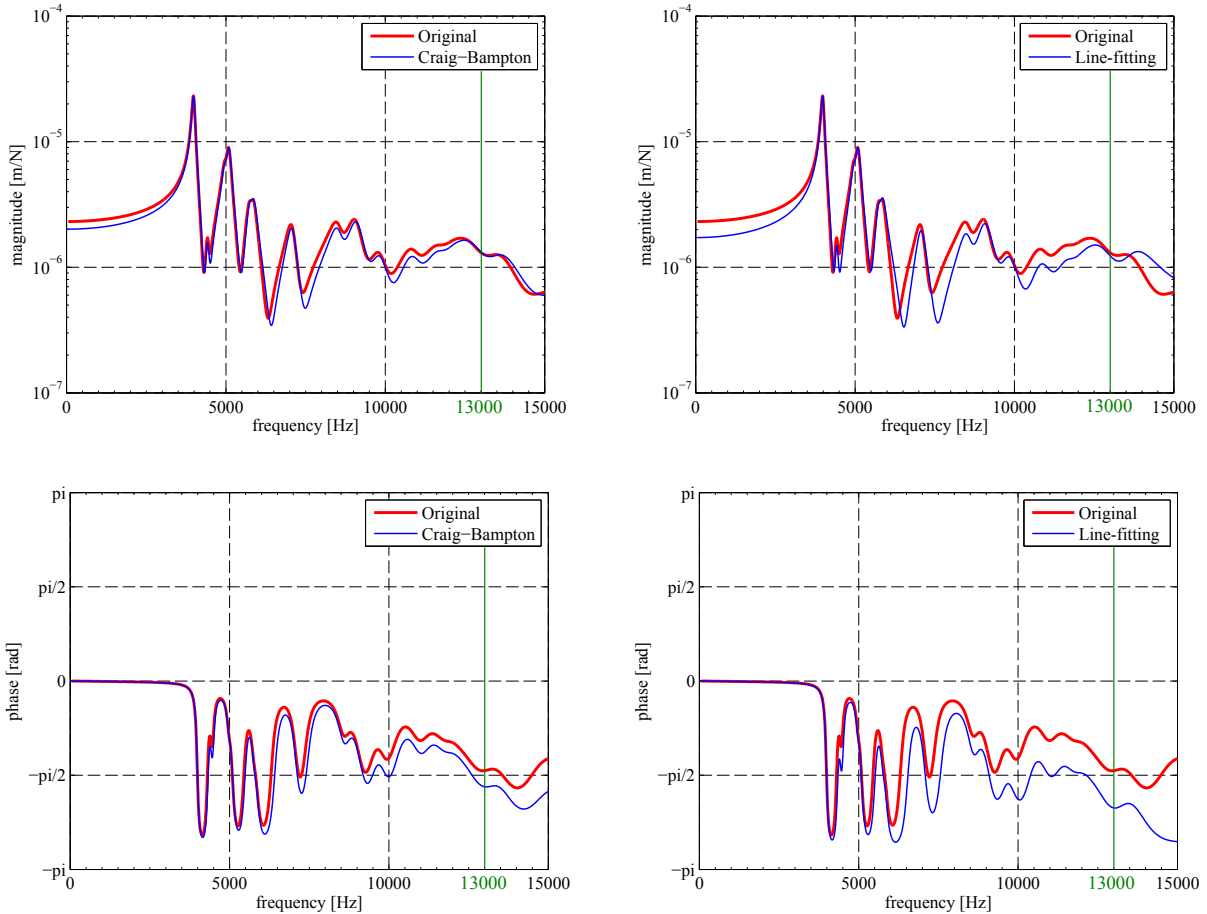 10⁻⁴
10⁻⁵
10⁻⁶
10⁻⁷
magnitude [m/N]
Original
Craig−Bampton
0 5000 10000 13000 15000
frequency [Hz]
10⁻⁴
10⁻⁵
10⁻⁶
10⁻⁷
magnitude [m/N]
Original
Line-fitting
0 5000 10000 13000 15000
frequency [Hz]
pi
pi/2
0
−pi/2
−pi
phase [rad]
Original
Craig−Bampton
0 5000 10000 13000 15000
frequency [Hz]
pi
pi/2
0
−pi/2
−pi
phase [rad]
Original
Line-fitting
0 5000 10000 13000 15000
frequency [Hz]